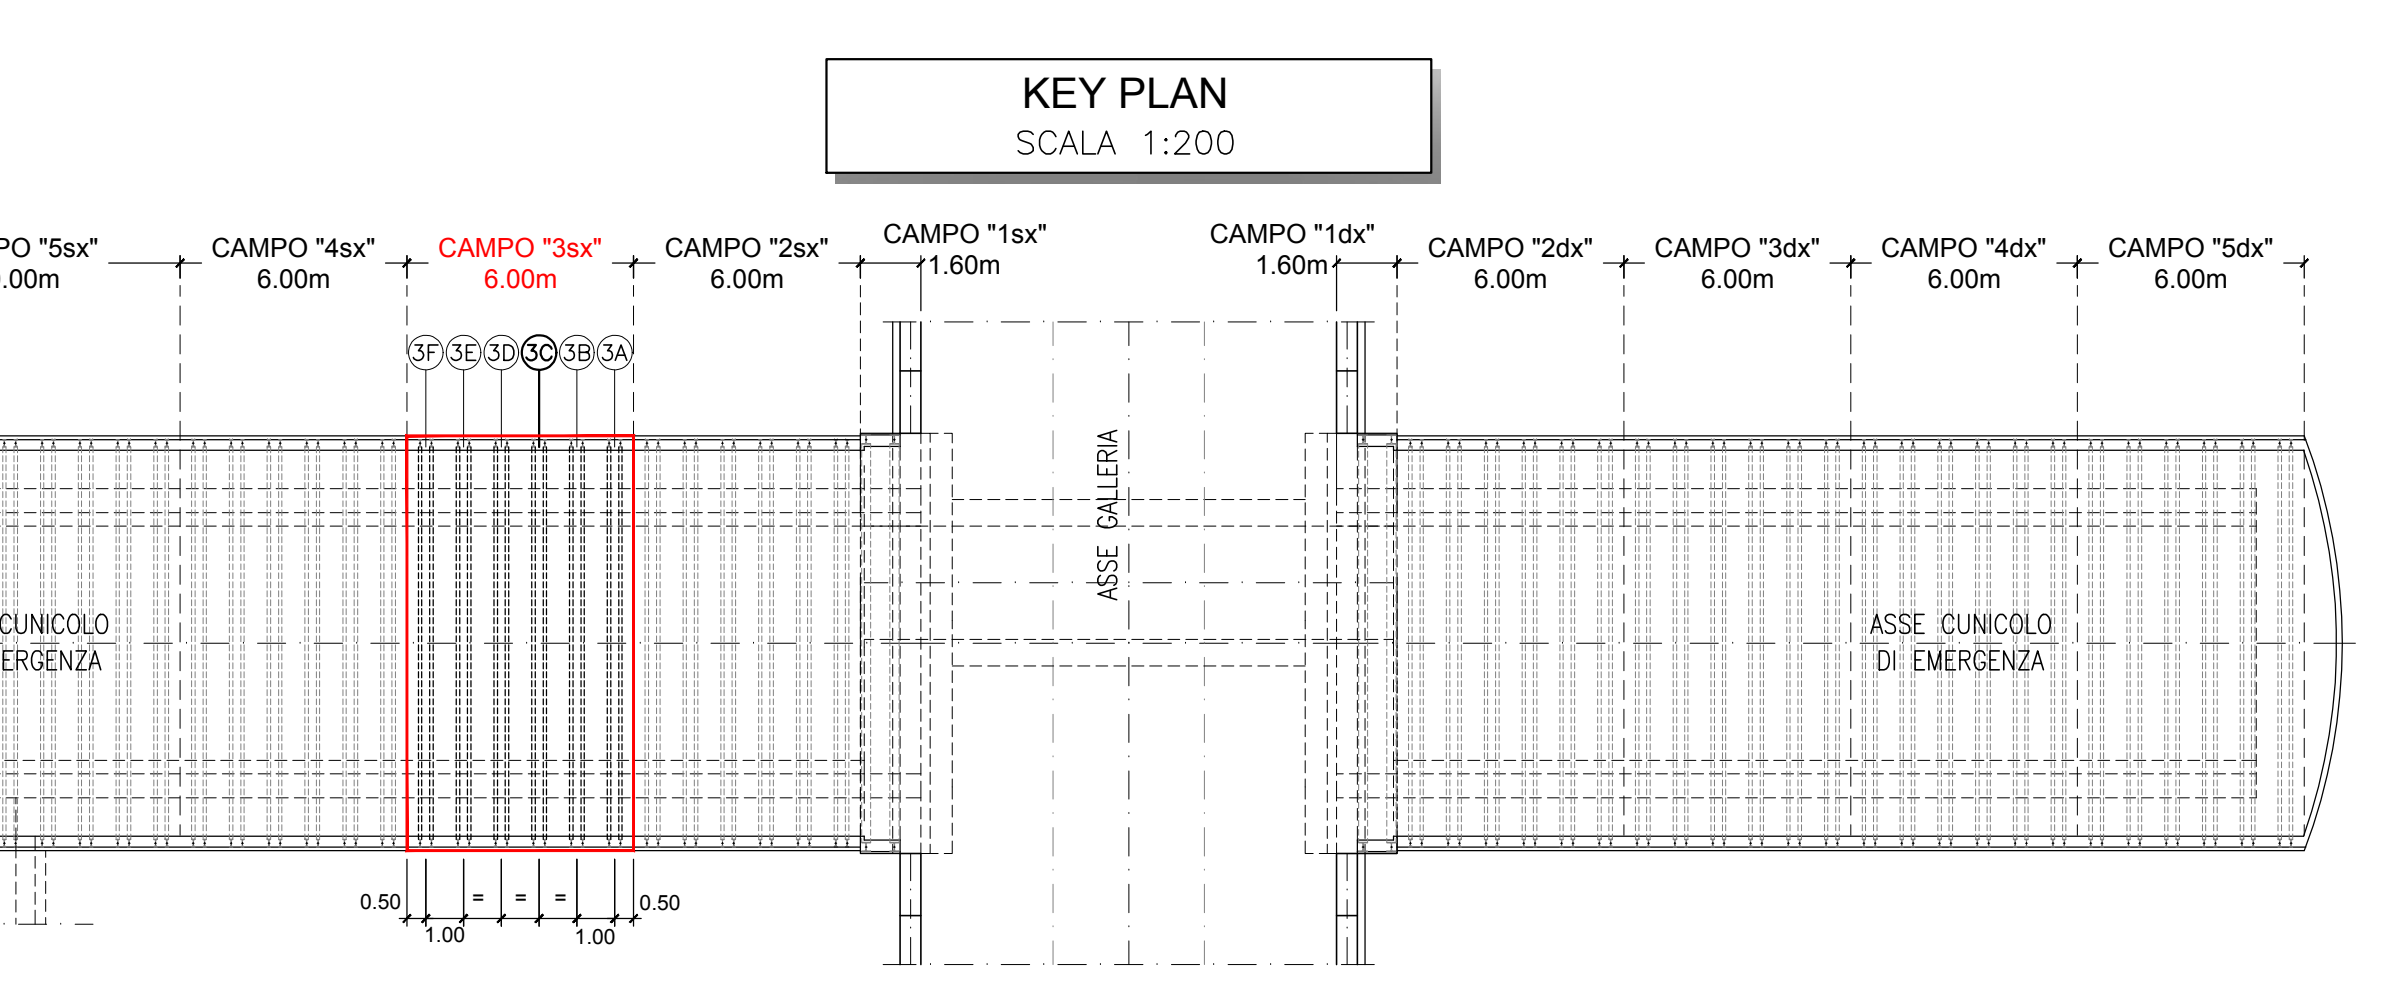 KEY PLAN
SCALA 1:200
"5sx"
CAMPO "4sx"
6.00m
CAMPO "3sx"
6.00m
CAMPO "2sx"
6.00m
CAMPO "1sx"
1.60m
CAMPO "1dx"
1.60m
CAMPO "2dx"
6.00m
CAMPO "3dx"
6.00m
CAMPO "4dx"
6.00m
CAMPO "5dx"
6.00m
3F
3E
3D
3C
3B
3A
ASSE GALLERIA
CUNICOLO
ASSE CUNICOLO
DI EMERGENZA
0.50
=
=
=
0.50
1.00
1.00